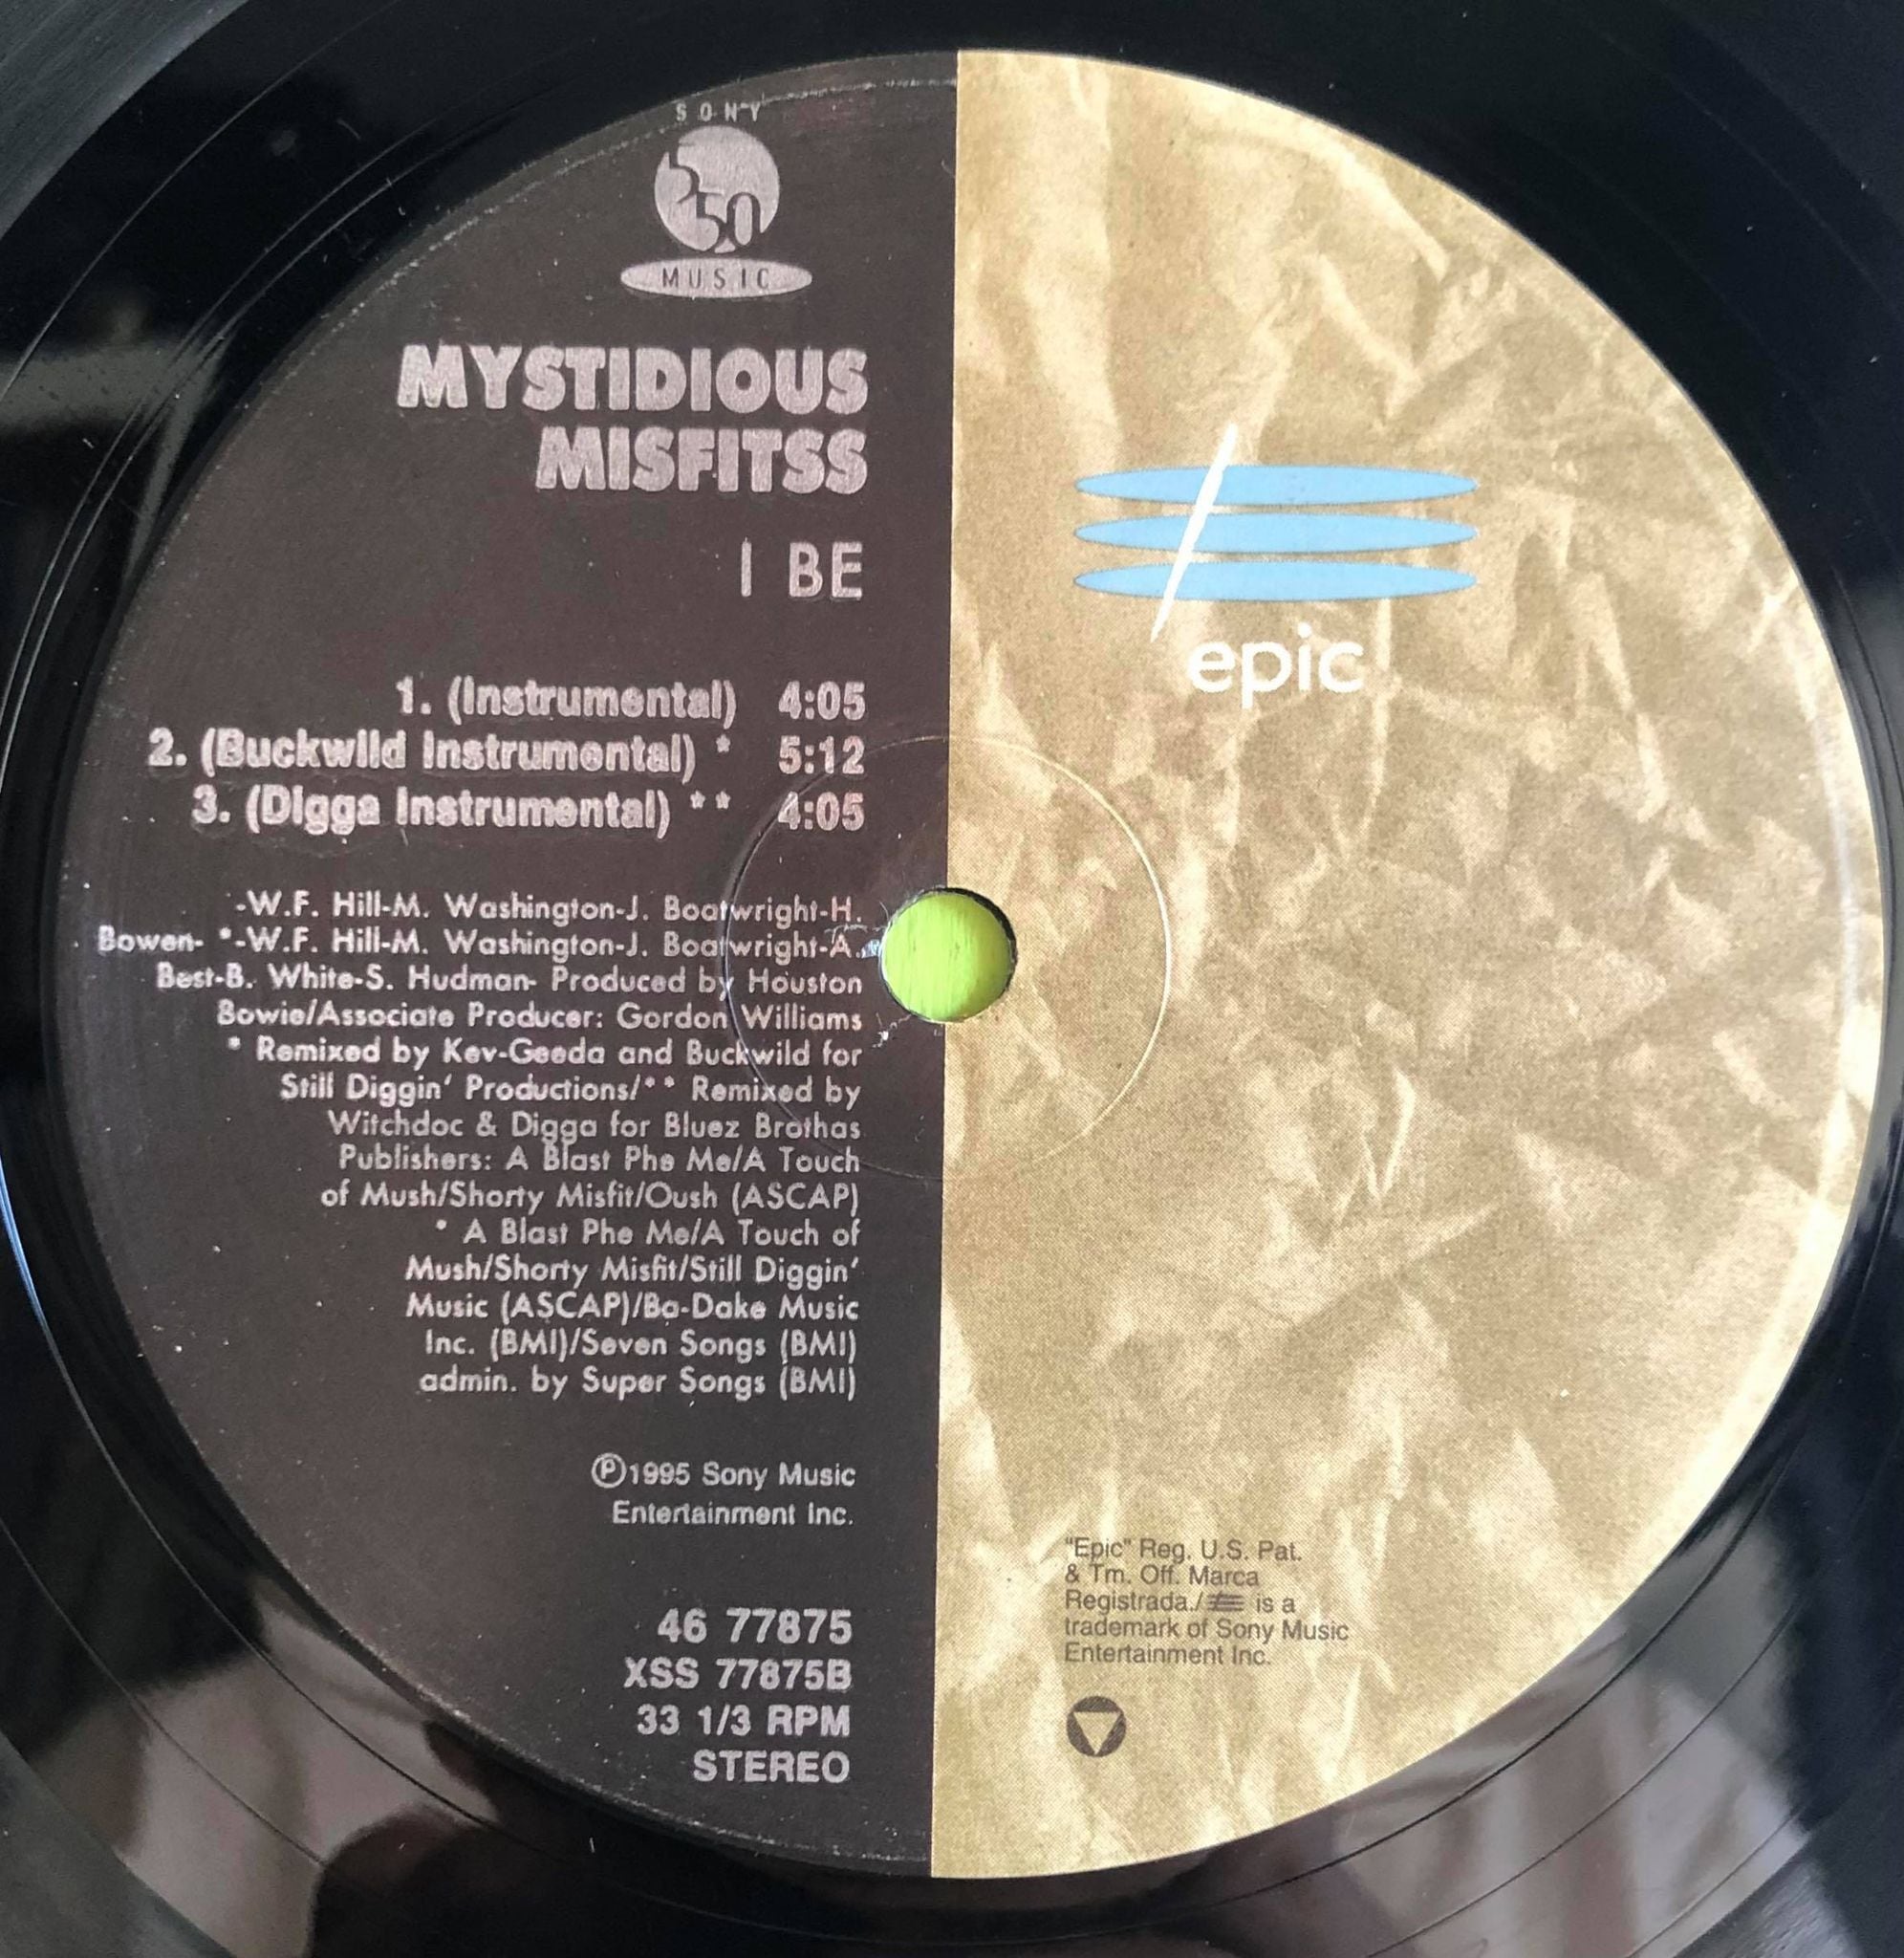 SONY
550
MUSIC
MYSTIDIOUS
MISFITSS
I BE
1. (Instrumental) 4:05
2. (Buckwild Instrumental) * 5:12
3. (Digga Instrumental) ** 4:05
-W.F. Hill-M. Washington-J. Boatwright-H.
Bowen- *-W.F. Hill-M. Washington-J. Boatwright-A.
Best-B. White-S. Hudman- Produced by Houston
Bowie/Associate Producer: Gordon Williams
* Remixed by Kev-Geeda and Buckwild for
Still Diggin' Productions/** Remixed by
Witchdoc & Digga for Bluez Brothas
Publishers: A Blast Phe Me/A Touch
of Mush/Shorty Misfit/Oush (ASCAP)
* A Blast Phe Me/A Touch of
Mush/Shorty Misfit/Still Diggin'
Music (ASCAP)/Ba-Dake Music
Inc. (BMI)/Seven Songs (BMI)
admin. by Super Songs (BMI)
℗1995 Sony Music
Entertainment Inc.
46 77875
XSS 77875B
33 1/3 RPM
STEREO
epic
"Epic" Reg. U.S. Pat.
& Tm. Off. Marca
Registrada./ is a
trademark of Sony Music
Entertainment Inc.